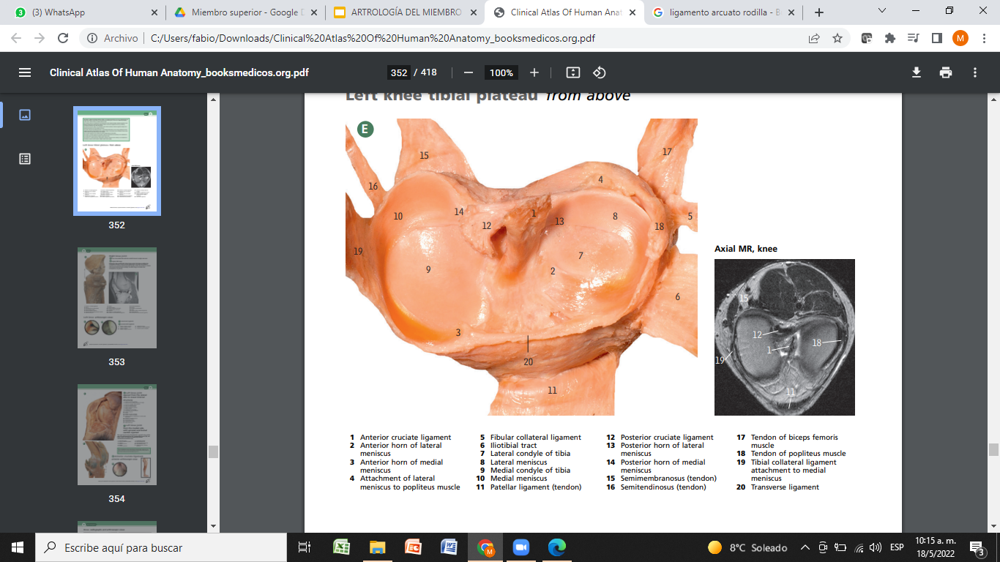 (3) WhatsApp
Miembro superior - Google D
ARTROLOGÍA DEL MIEMBRO
Clinical Atlas Of Human Anat
ligamento arcuato rodilla - B
Archivo
C:/Users/fabio/Downloads/Clinical%20Atlas%20Of%20Human%20Anatomy_booksmedicos.org.pdf
M
Clinical Atlas Of Human Anatomy_booksmedicos.org.pdf
352 / 418
100%
352
353
354
Left knee tibial plateau from above
E
15
17
4
16
14
10
1
12
13
8
5
18
19
7
9
2
6
3
20
11
Axial MR, knee
15
12
1
18
19
11
1 Anterior cruciate ligament
2 Anterior horn of lateral
meniscus
3 Anterior horn of medial
meniscus
4 Attachment of lateral
meniscus to popliteus muscle
5 Fibular collateral ligament
6 Iliotibial tract
7 Lateral condyle of tibia
8 Lateral meniscus
9 Medial condyle of tibia
10 Medial meniscus
11 Patellar ligament (tendon)
12 Posterior cruciate ligament
13 Posterior horn of lateral
meniscus
14 Posterior horn of medial
meniscus
15 Semimembranosus (tendon)
16 Semitendinosus (tendon)
17 Tendon of biceps femoris
muscle
18 Tendon of popliteus muscle
19 Tibial collateral ligament
attachment to medial
meniscus
20 Transverse ligament
Escribe aquí para buscar
8°C Soleado
ESP
10:15 a. m.
18/5/2022
3